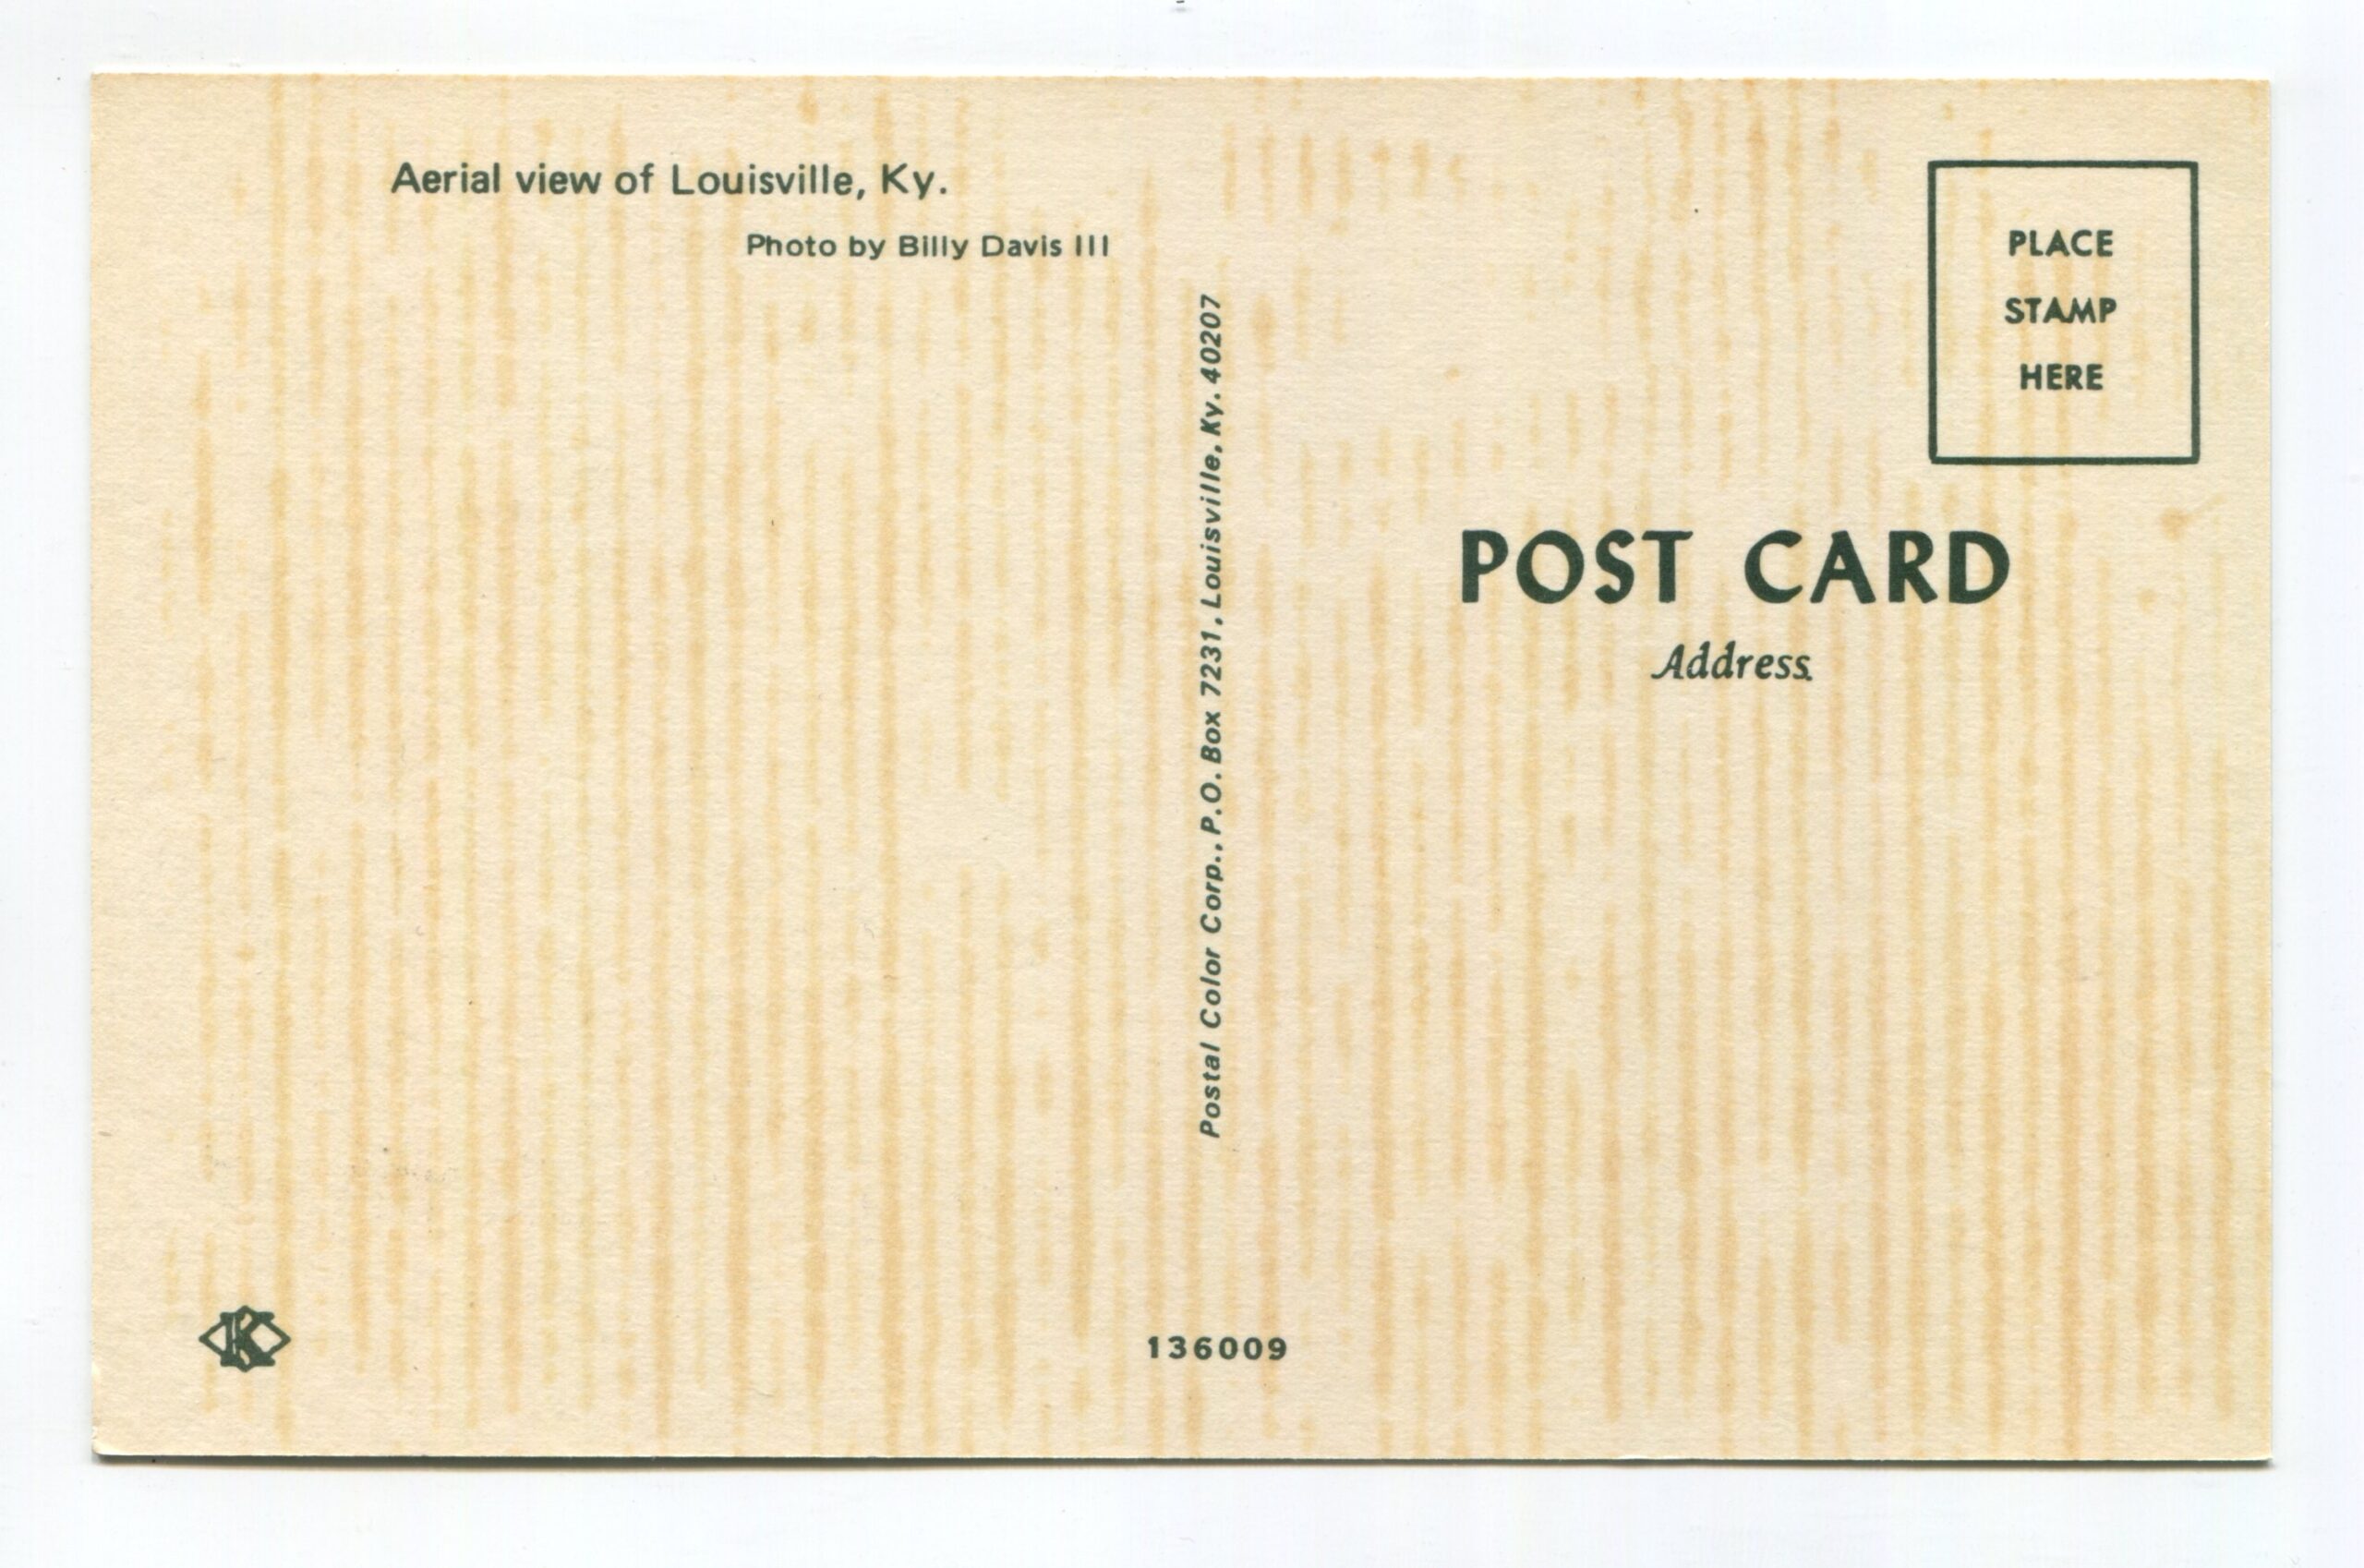 Aerial view of Louisville, Ky.
Photo by Billy Davis III
Postal Color Corp., P.O. Box 7231, Louisville, Ky. 40207
PLACE
STAMP
HERE
POST CARD
Address
K
136009